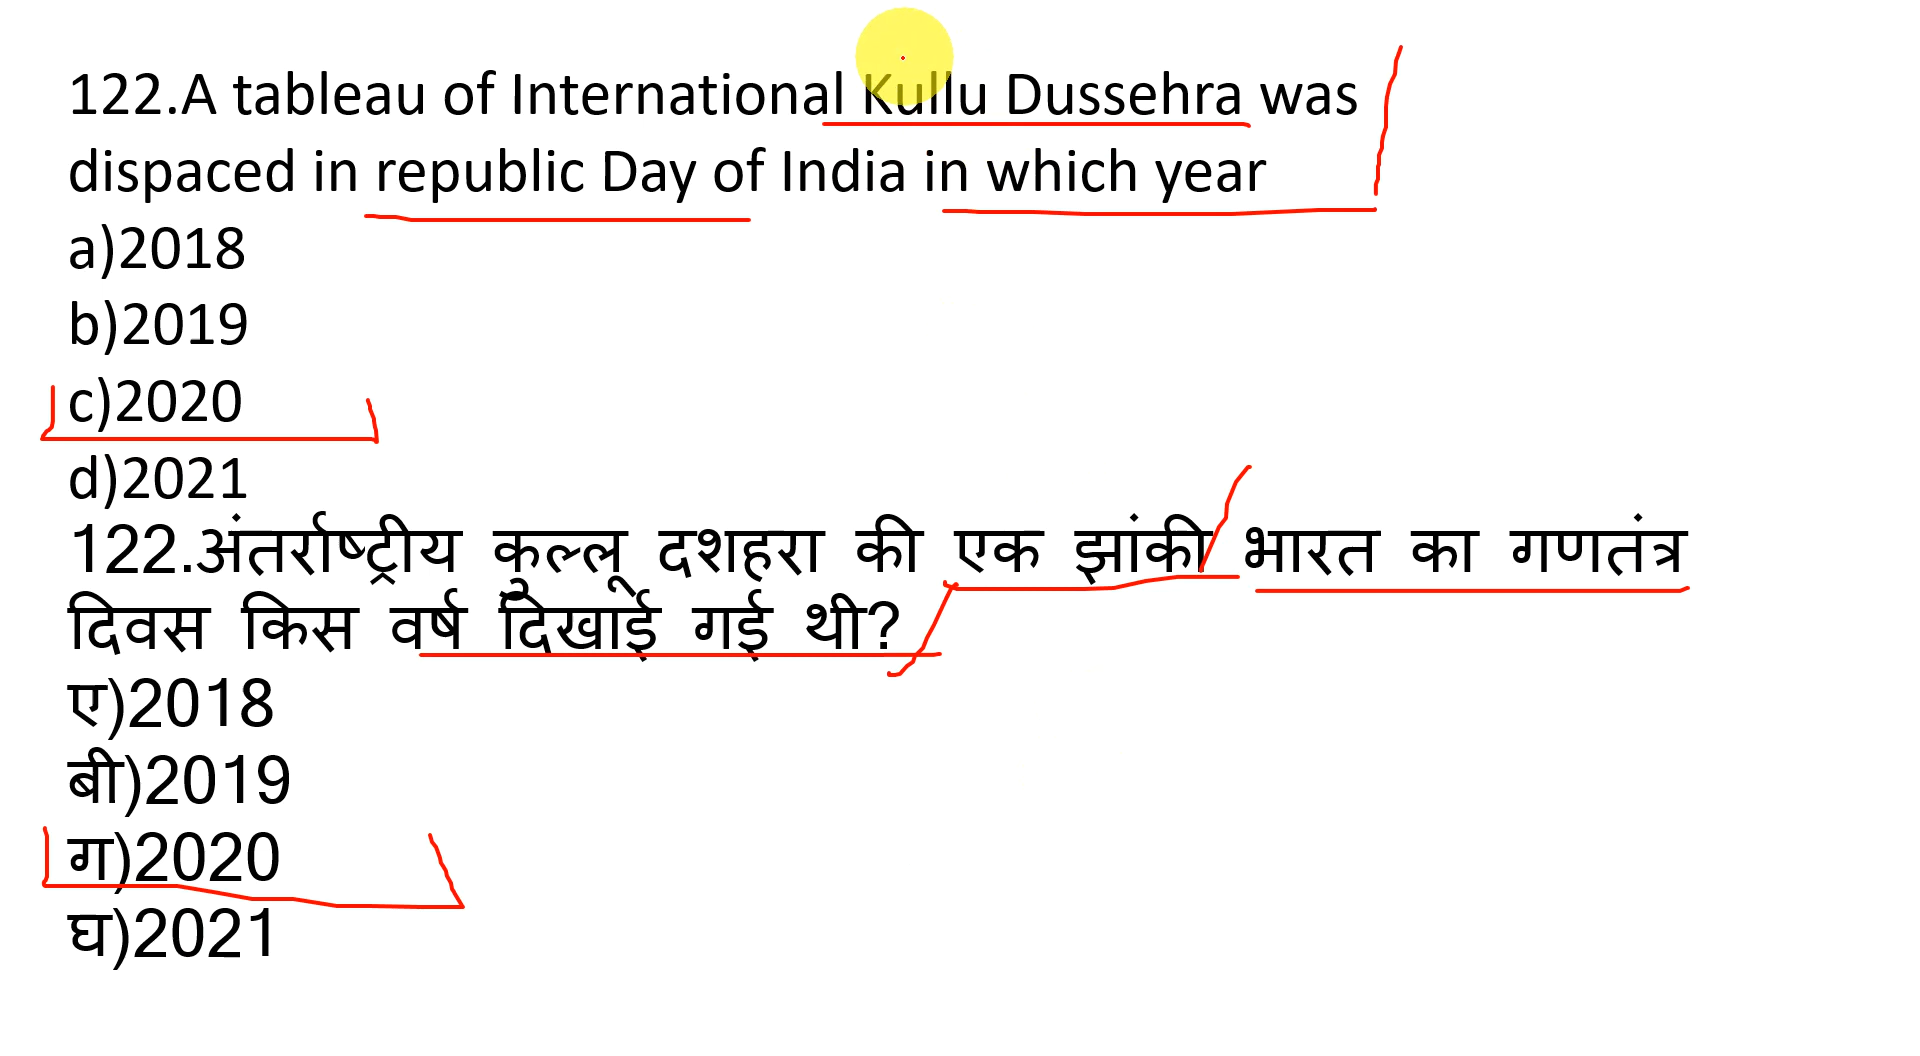 122.A tableau of International Kullu Dussehra was
dispaced in republic Day of India in which year
a)2018
b)2019
c)2020
d)2021
122.अंतर्राष्ट्रीय कुल्लू दशहरा की एक झांकी भारत का गणतंत्र
दिवस किस वर्ष दिखाई गई थी?
ए)2018
बी)2019
ग)2020
घ)2021